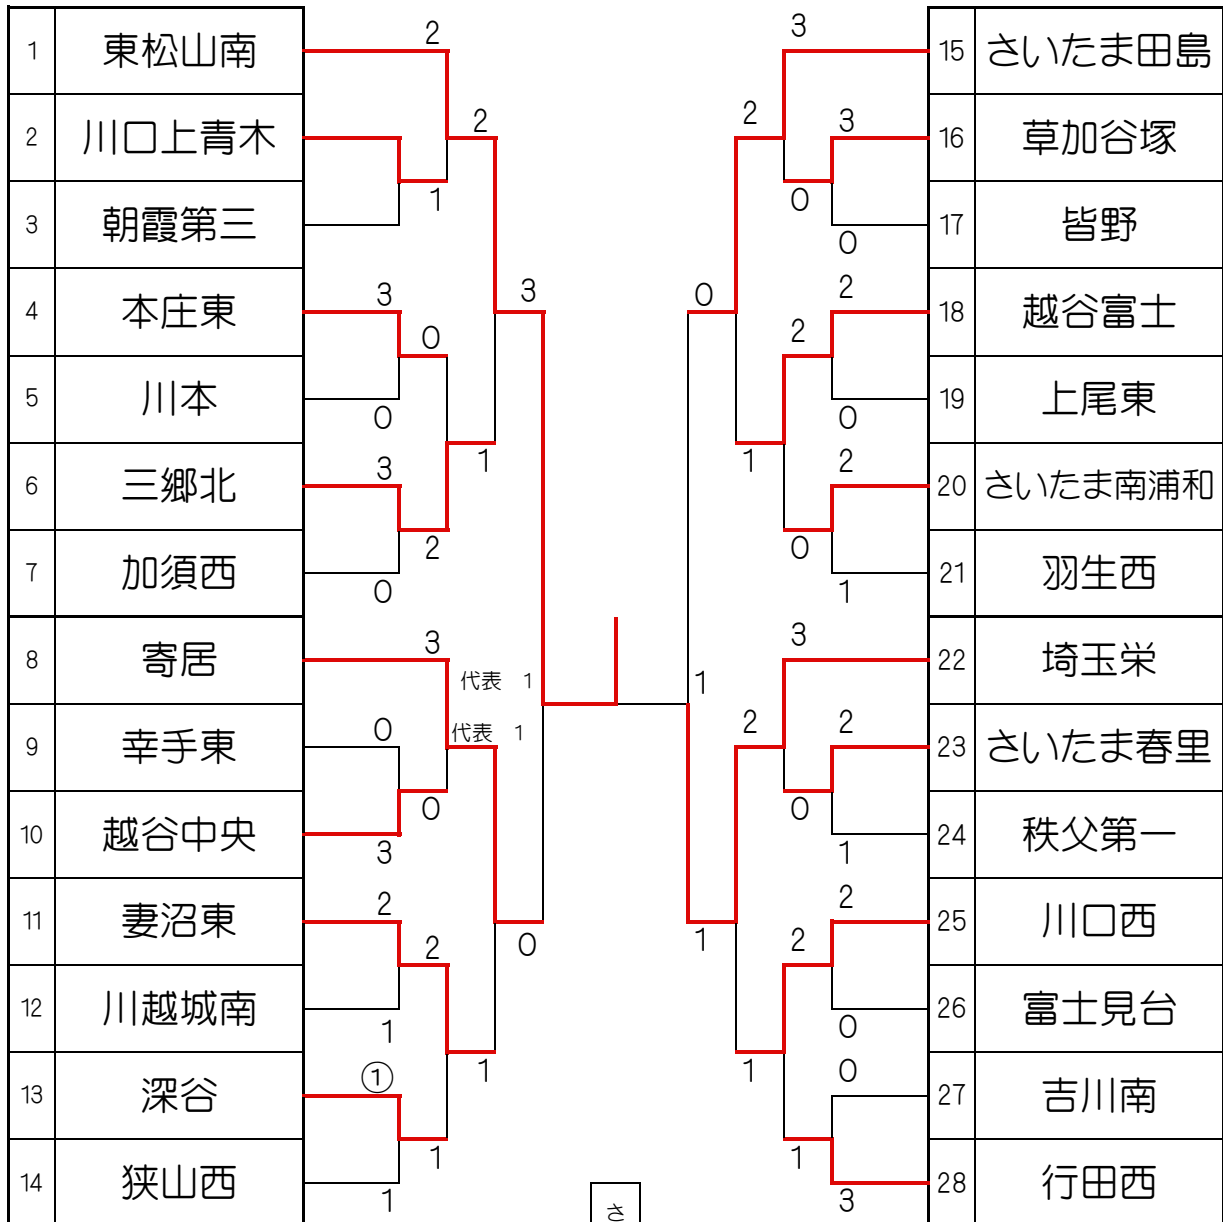 1 東松山南
2 川口上青木
3 朝霞第三
4 本庄東
5 川本
6 三郷北
7 加須西
8 寄居
9 幸手東
10 越谷中央
11 妻沼東
12 川越城南
13 深谷
14 狭山西
2
2
1
3
3
0
0
1
3
2
0
3
代表 1
代表 1
0
0
3
2
2
0
1
①
1
1
1
3
2
3
0
0
0
2
2
0
1
2
0
1
3
1
2
2
0
1
2
1
2
0
1
0
1
3
15 さいたま田島
16 草加谷塚
17 皆野
18 越谷富士
19 上尾東
20 さいたま南浦和
21 羽生西
22 埼玉栄
23 さいたま春里
24 秩父第一
25 川口西
26 富士見台
27 吉川南
28 行田西
さ